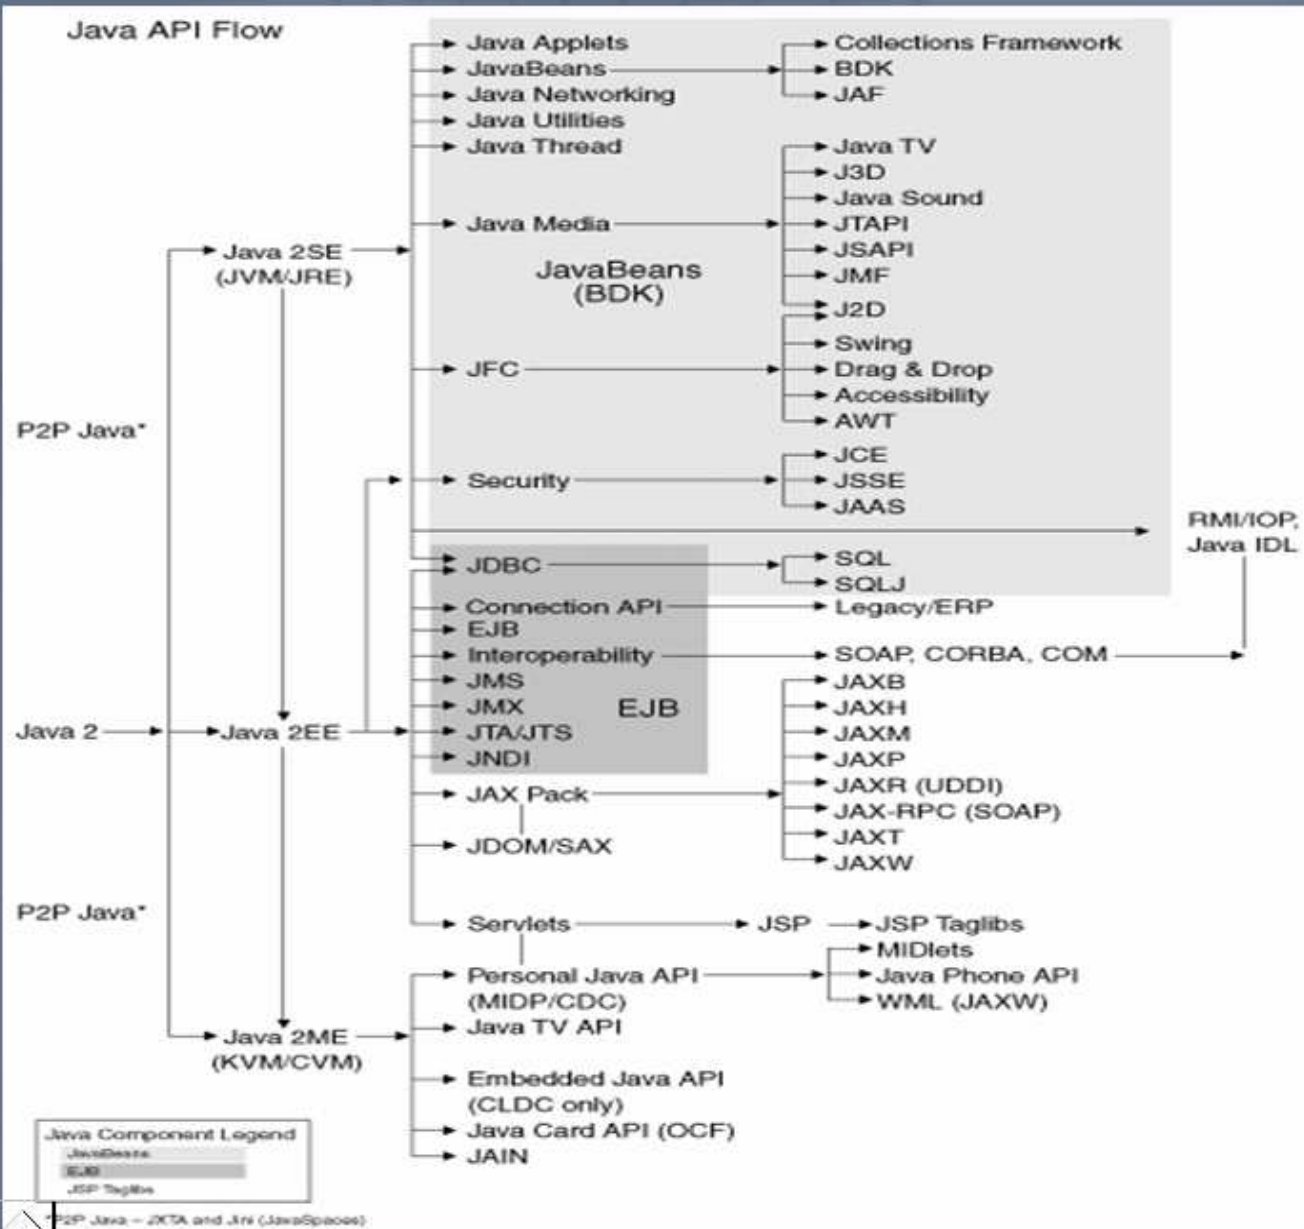 Java API Flow
Java Applets
JavaBeans
Java Networking
Java Utilities
Java Thread
Collections Framework
BDK
JAF
Java Media
Java TV
J3D
Java Sound
JTAPI
JSAPI
JMF
J2D
Java 2SE
(JVM/JRE)
JavaBeans
(BDK)
JFC
Swing
Drag & Drop
Accessibility
AWT
P2P Java*
Security
JCE
JSSE
JAAS
RMI/IOP,
Java IDL
JDBC
SQL
SQLJ
Connection API
Legacy/ERP
EJB
Interoperability
SOAP, CORBA, COM
JMS
JMX
EJB
JTA/JTS
JNDI
Java 2
Java 2EE
JAXB
JAXH
JAXM
JAXP
JAXR (UDDI)
JAX-RPC (SOAP)
JAXT
JAXW
JAX Pack
JDOM/SAX
P2P Java*
Servlets
JSP
JSP Taglibs
MIDlets
Java Phone API
WML (JAXW)
Personal Java API
(MIDP/CDC)
Java TV API
Java 2ME
(KVM/CVM)
Embedded Java API
(CLDC only)
Java Card API (OCF)
JAIN
Java Component Legend
JavaBeans
EJB
JSP Taglibs
*P2P Java – JXTA and Jini (JavaSpaces)